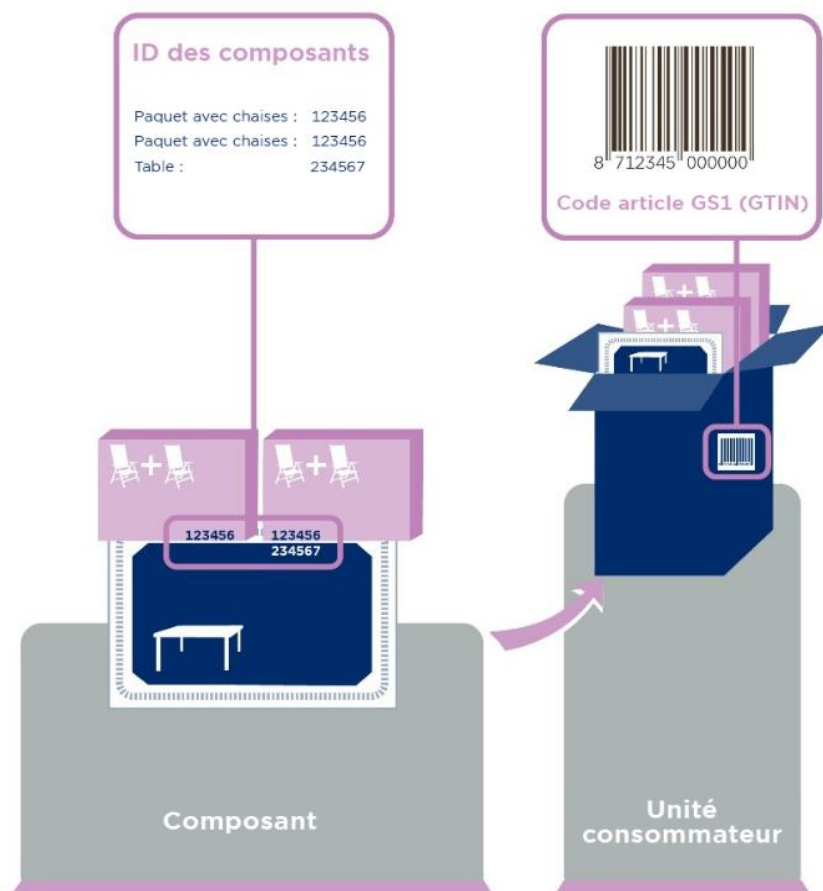 ID des composants
Paquet avec chaises : 123456
Paquet avec chaises : 123456
Table : 234567
8 712345 000000
Code article GS1 (GTIN)
123456 123456
234567
Composant
Unité
consommateur